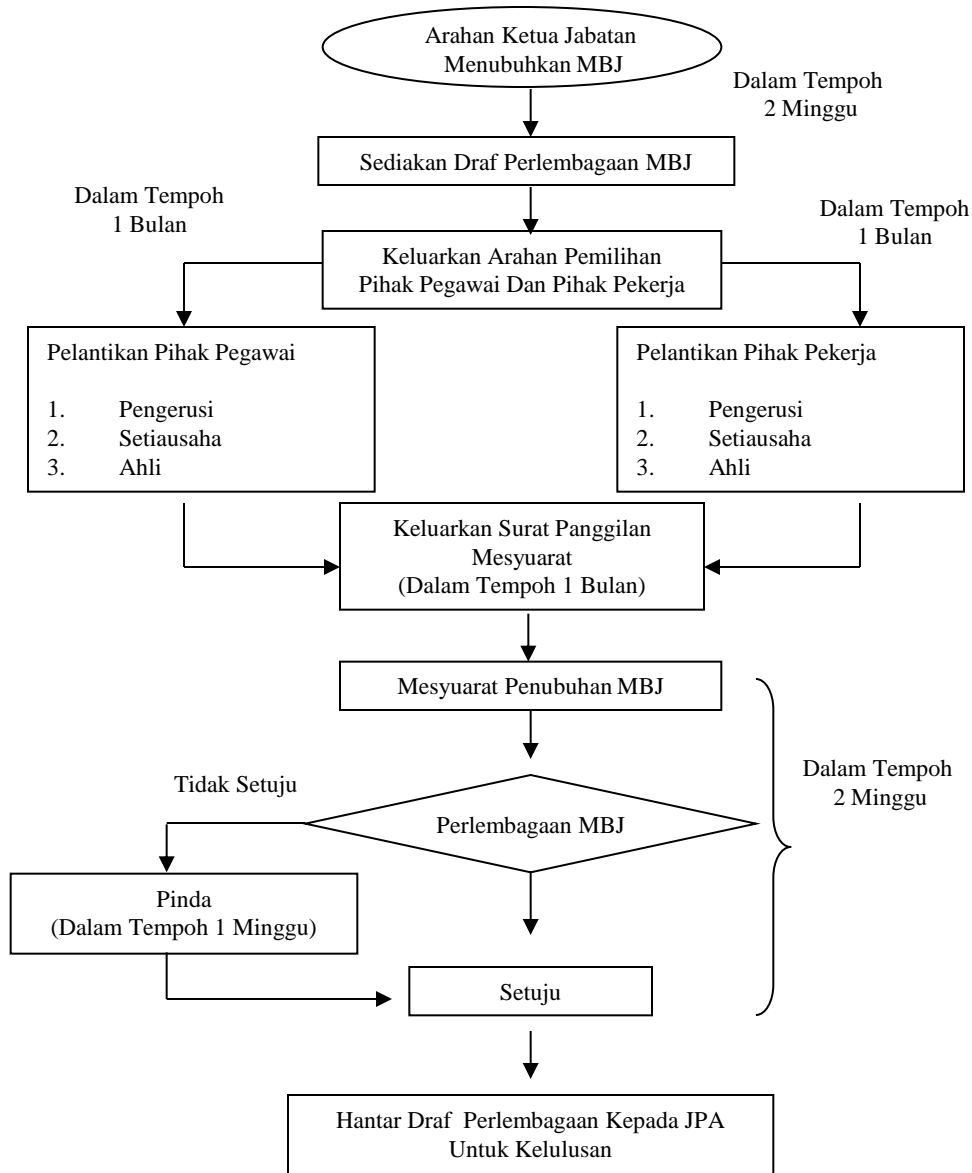 Arahan Ketua Jabatan
Menubuhkan MBJ
Dalam Tempoh
2 Minggu
Sediakan Draf Perlembagaan MBJ
Dalam Tempoh
1 Bulan
Dalam Tempoh
1 Bulan
Keluarkan Arahan Pemilihan
Pihak Pegawai Dan Pihak Pekerja
Pelantikan Pihak Pegawai
1. Pengerusi
2. Setiausaha
3. Ahli
Pelantikan Pihak Pekerja
1. Pengerusi
2. Setiausaha
3. Ahli
Keluarkan Surat Panggilan
Mesyuarat
(Dalam Tempoh 1 Bulan)
Mesyuarat Penubuhan MBJ
Dalam Tempoh
2 Minggu
Tidak Setuju
Perlembagaan MBJ
Pinda
(Dalam Tempoh 1 Minggu)
Setuju
Hantar Draf Perlembagaan Kepada JPA
Untuk Kelulusan